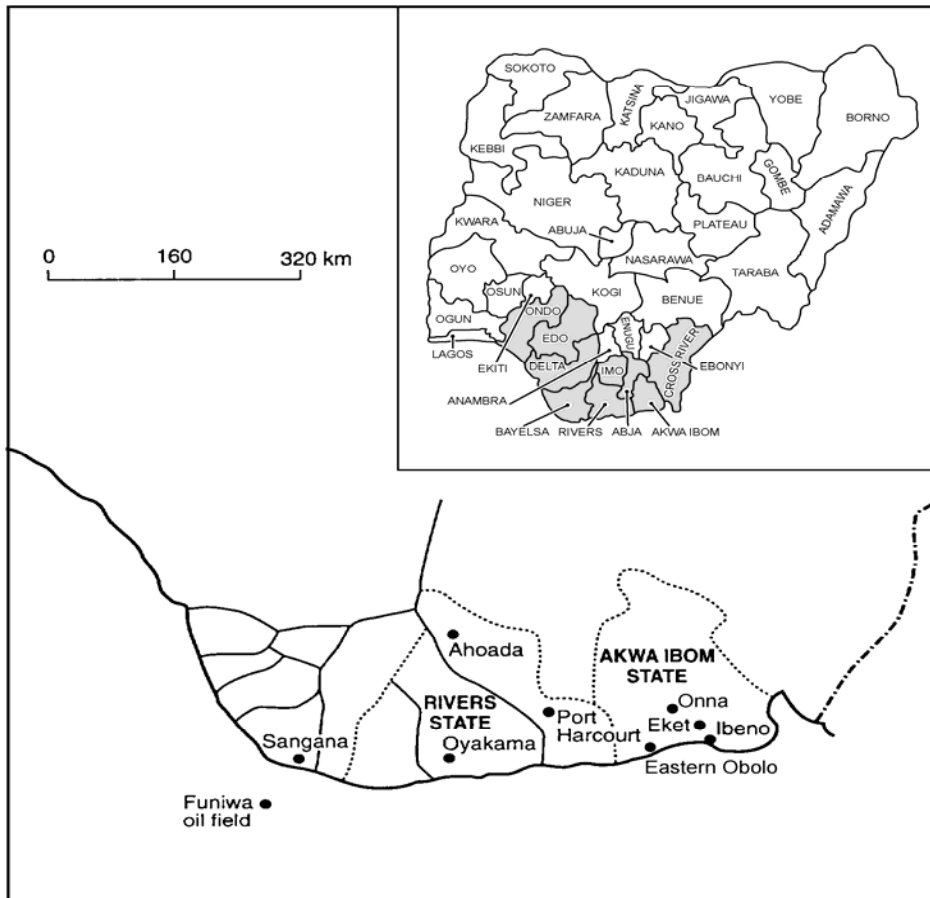 SOKOTO
KATSINA
JIGAWA
YOBE
ZAMFARA
KANO
BORNO
KEBBI
KADUNA
BAUCHI
GOMBE
NIGER
ADAMAWA
KWARA
PLATEAU
ABUJA
NASARAWA
OYO
TARABA
OSUN
KOGI
BENUE
OGUN
ONDO
ENUGU
EDO
CROSS RIVER
LAGOS
EKITI
DELTA
IMO
EBONYI
ANAMBRA
BAYELSA
RIVERS
ABJA
AKWA IBOM
0
160
320 km
Ahoada
AKWA IBOM
STATE
RIVERS
STATE
Onna
Port
Harcourt
Eket
Ibeno
Sangana
Oyakama
Eastern Obolo
Funiwa
oil field